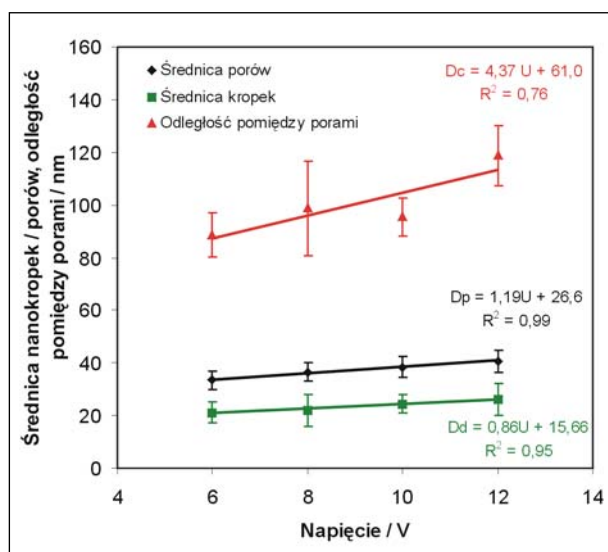 Średnica nanokropek / porów, odległość
pomiędzy porami / nm
160
140
120
100
80
60
40
20
0
Średnica porów
Średnica kropek
Odległość pomiędzy porami
Dc = 4,37 U + 61,0
R² = 0,76
Dp = 1,19U + 26,6
R² = 0,99
Dd = 0,86U + 15,66
R² = 0,95
4
6
8
10
12
14
Napięcie / V